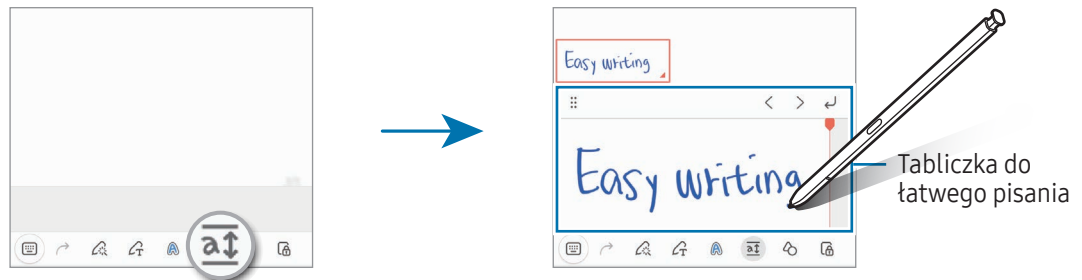 Easy writing
Easy writing
Tabliczka do
łatwego pisania